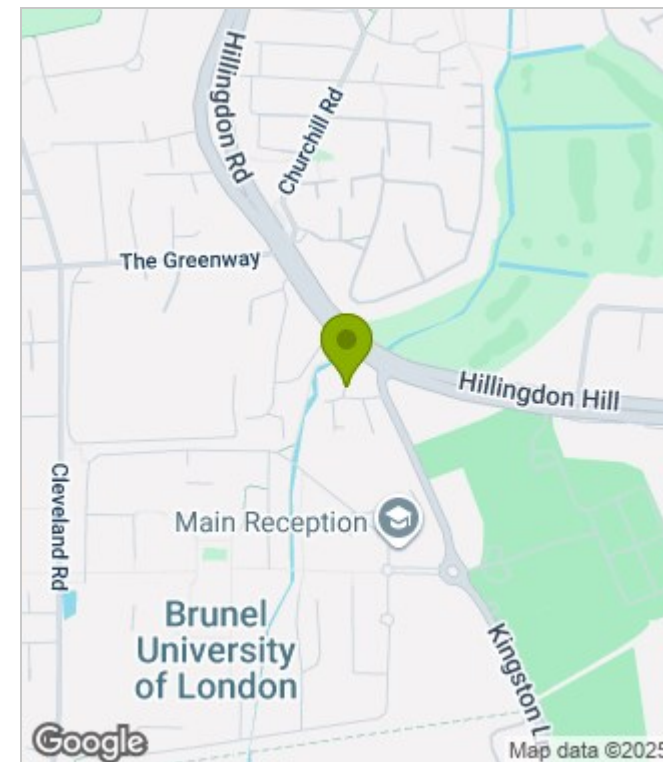 Hillingdon Rd
Churchill Rd
The Greenway
Hillingdon Hill
Cleveland Rd
Main Reception
Brunel
University
of London
Kingston L
Google
Map data ©2025